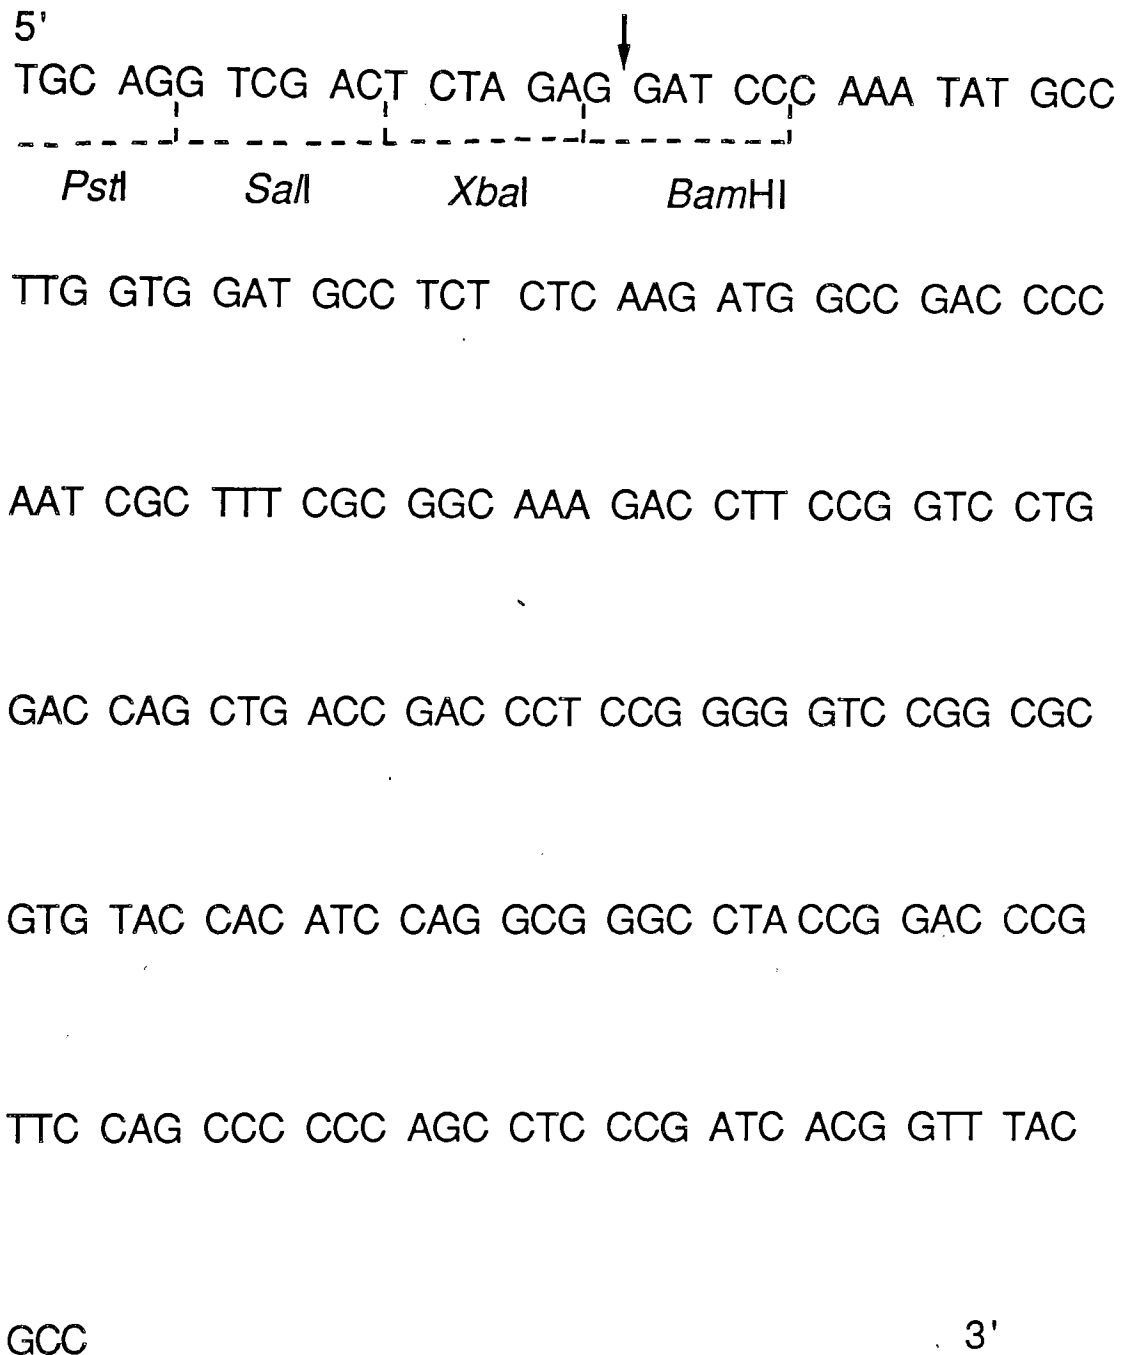 5'
TGC AGG TCG ACT CTA GAG GAT CCC AAA TAT GCC
PstI SalI XbaI BamHI
TTG GTG GAT GCC TCT CTC AAG ATG GCC GAC CCC
AAT CGC TTT CGC GGC AAA GAC CTT CCG GTC CTG
GAC CAG CTG ACC GAC CCT CCG GGG GTC CGG CGC
GTG TAC CAC ATC CAG GCG GGC CTA CCG GAC CCG
TTC CAG CCC CCC AGC CTC CCG ATC ACG GTT TAC
GCC 3'